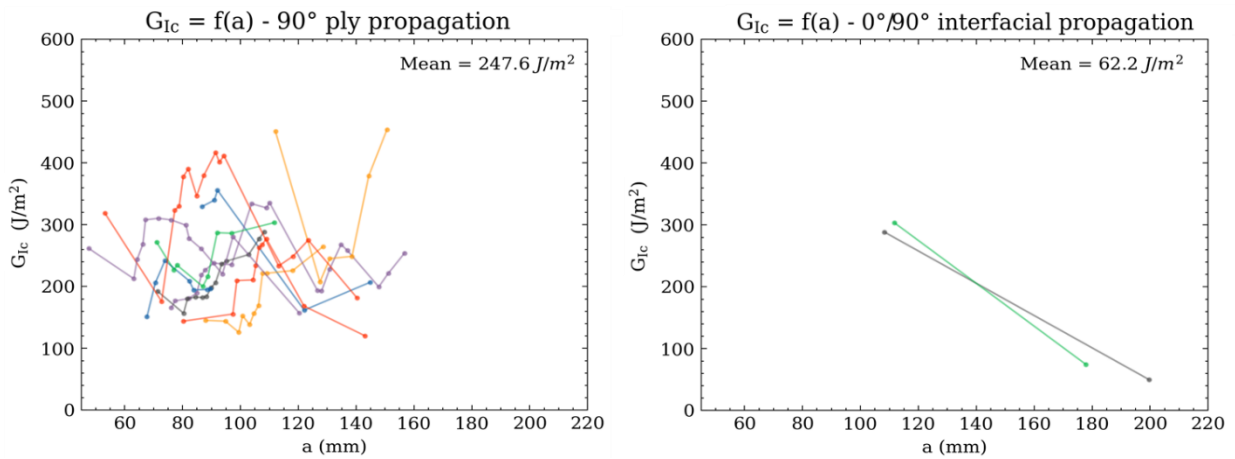 G_Ic = f(a) - 90° ply propagation
Mean = 247.6 J/m²
G_Ic (J/m²)
600
500
400
300
200
100
0
60 80 100 120 140 160 180 200 220
a (mm)
G_Ic = f(a) - 0°/90° interfacial propagation
Mean = 62.2 J/m²
G_Ic (J/m²)
600
500
400
300
200
100
0
60 80 100 120 140 160 180 200 220
a (mm)